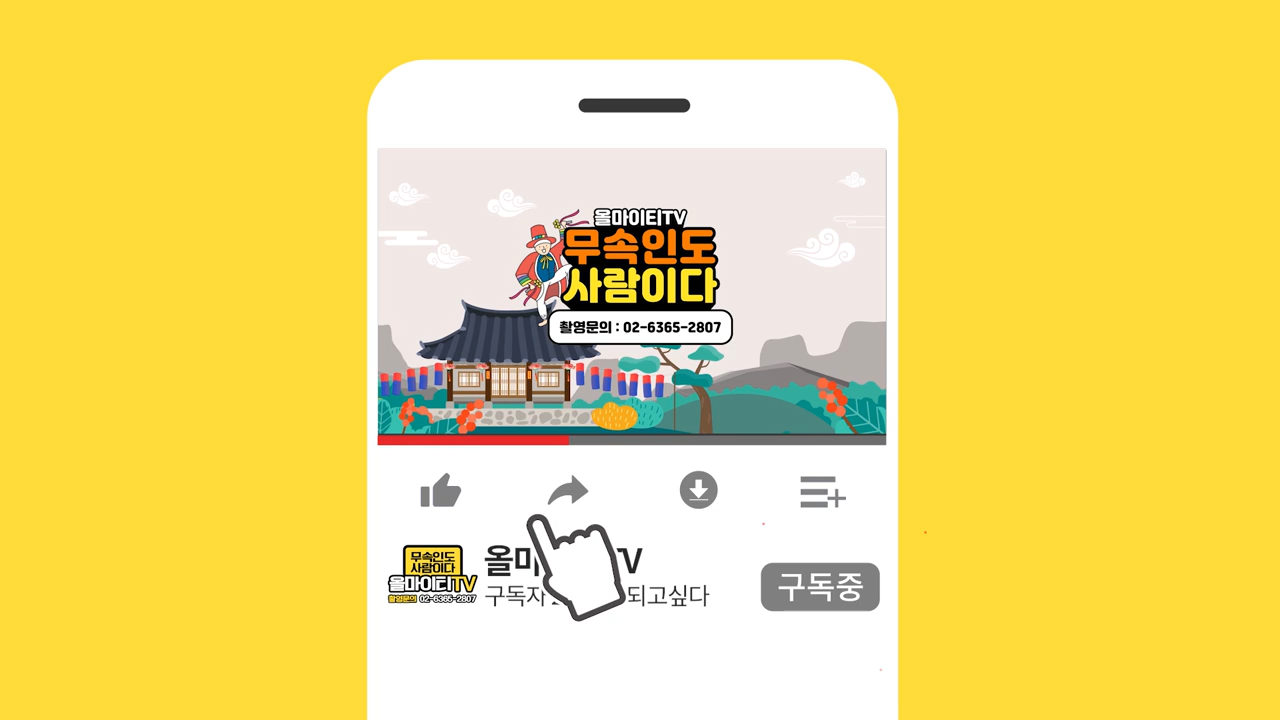 올마이티TV
무속인도
사람이다
촬영문의 : 02-6365-2807
무속인도
사람이다
올마이티TV
촬영문의 02-6365-2807
올마 TV
구독자 되고싶다
구독중